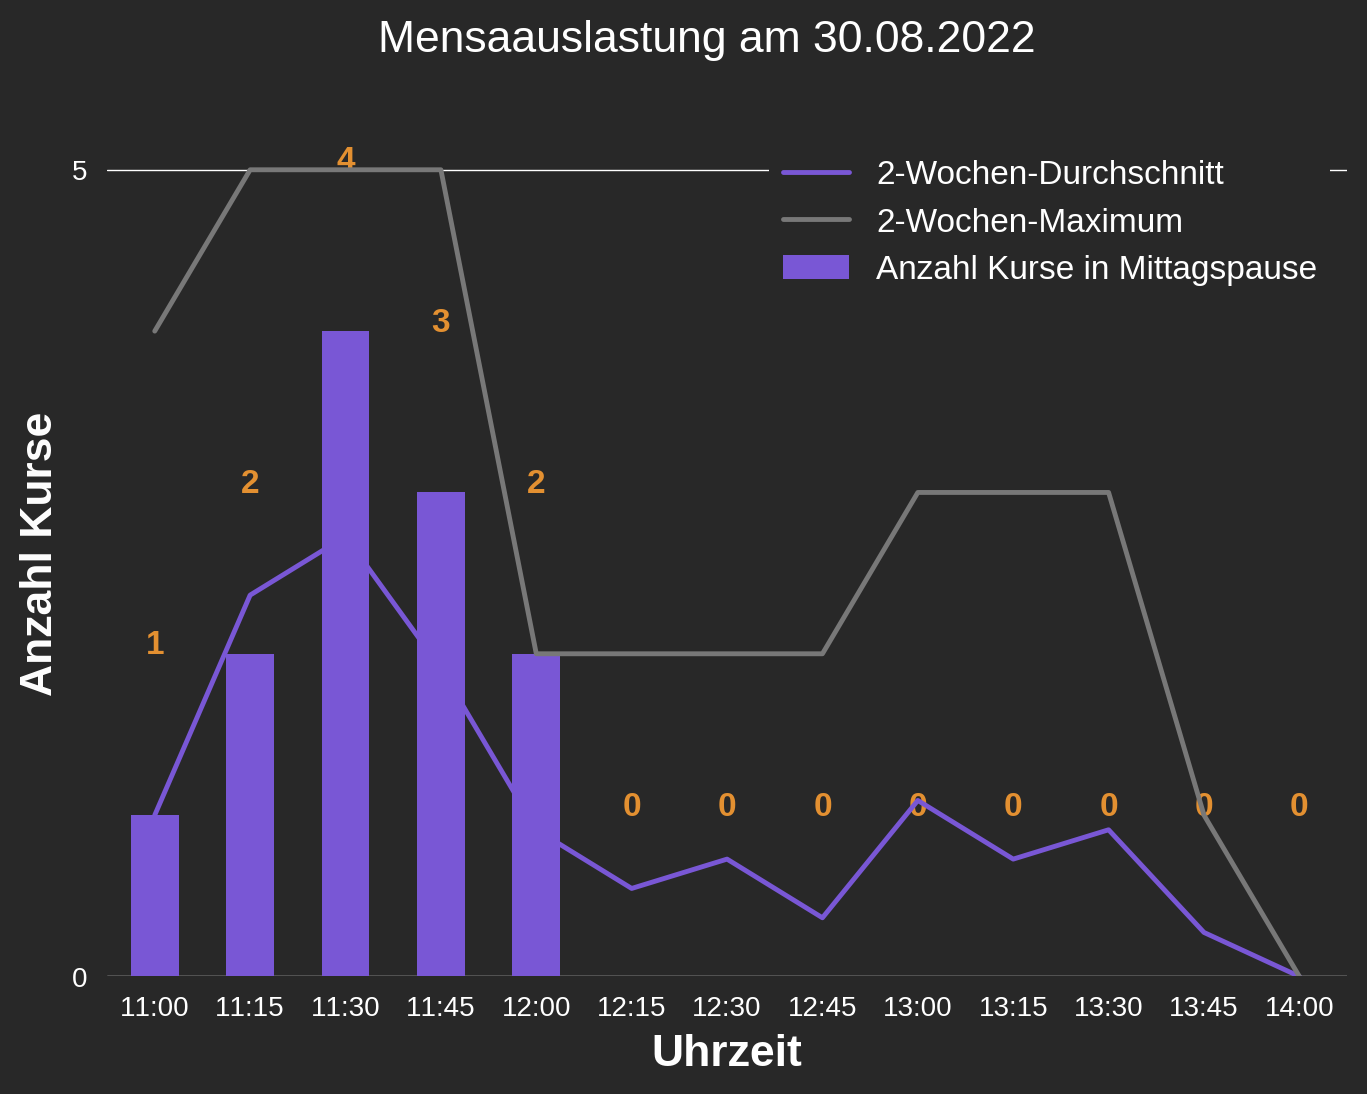 Mensaauslastung am 30.08.2022
2-Wochen-Durchschnitt
2-Wochen-Maximum
Anzahl Kurse in Mittagspause
Anzahl Kurse
5
0
1
2
4
3
2
0
0
0
0
0
0
0
0
11:00 11:15 11:30 11:45 12:00 12:15 12:30 12:45 13:00 13:15 13:30 13:45 14:00
Uhrzeit